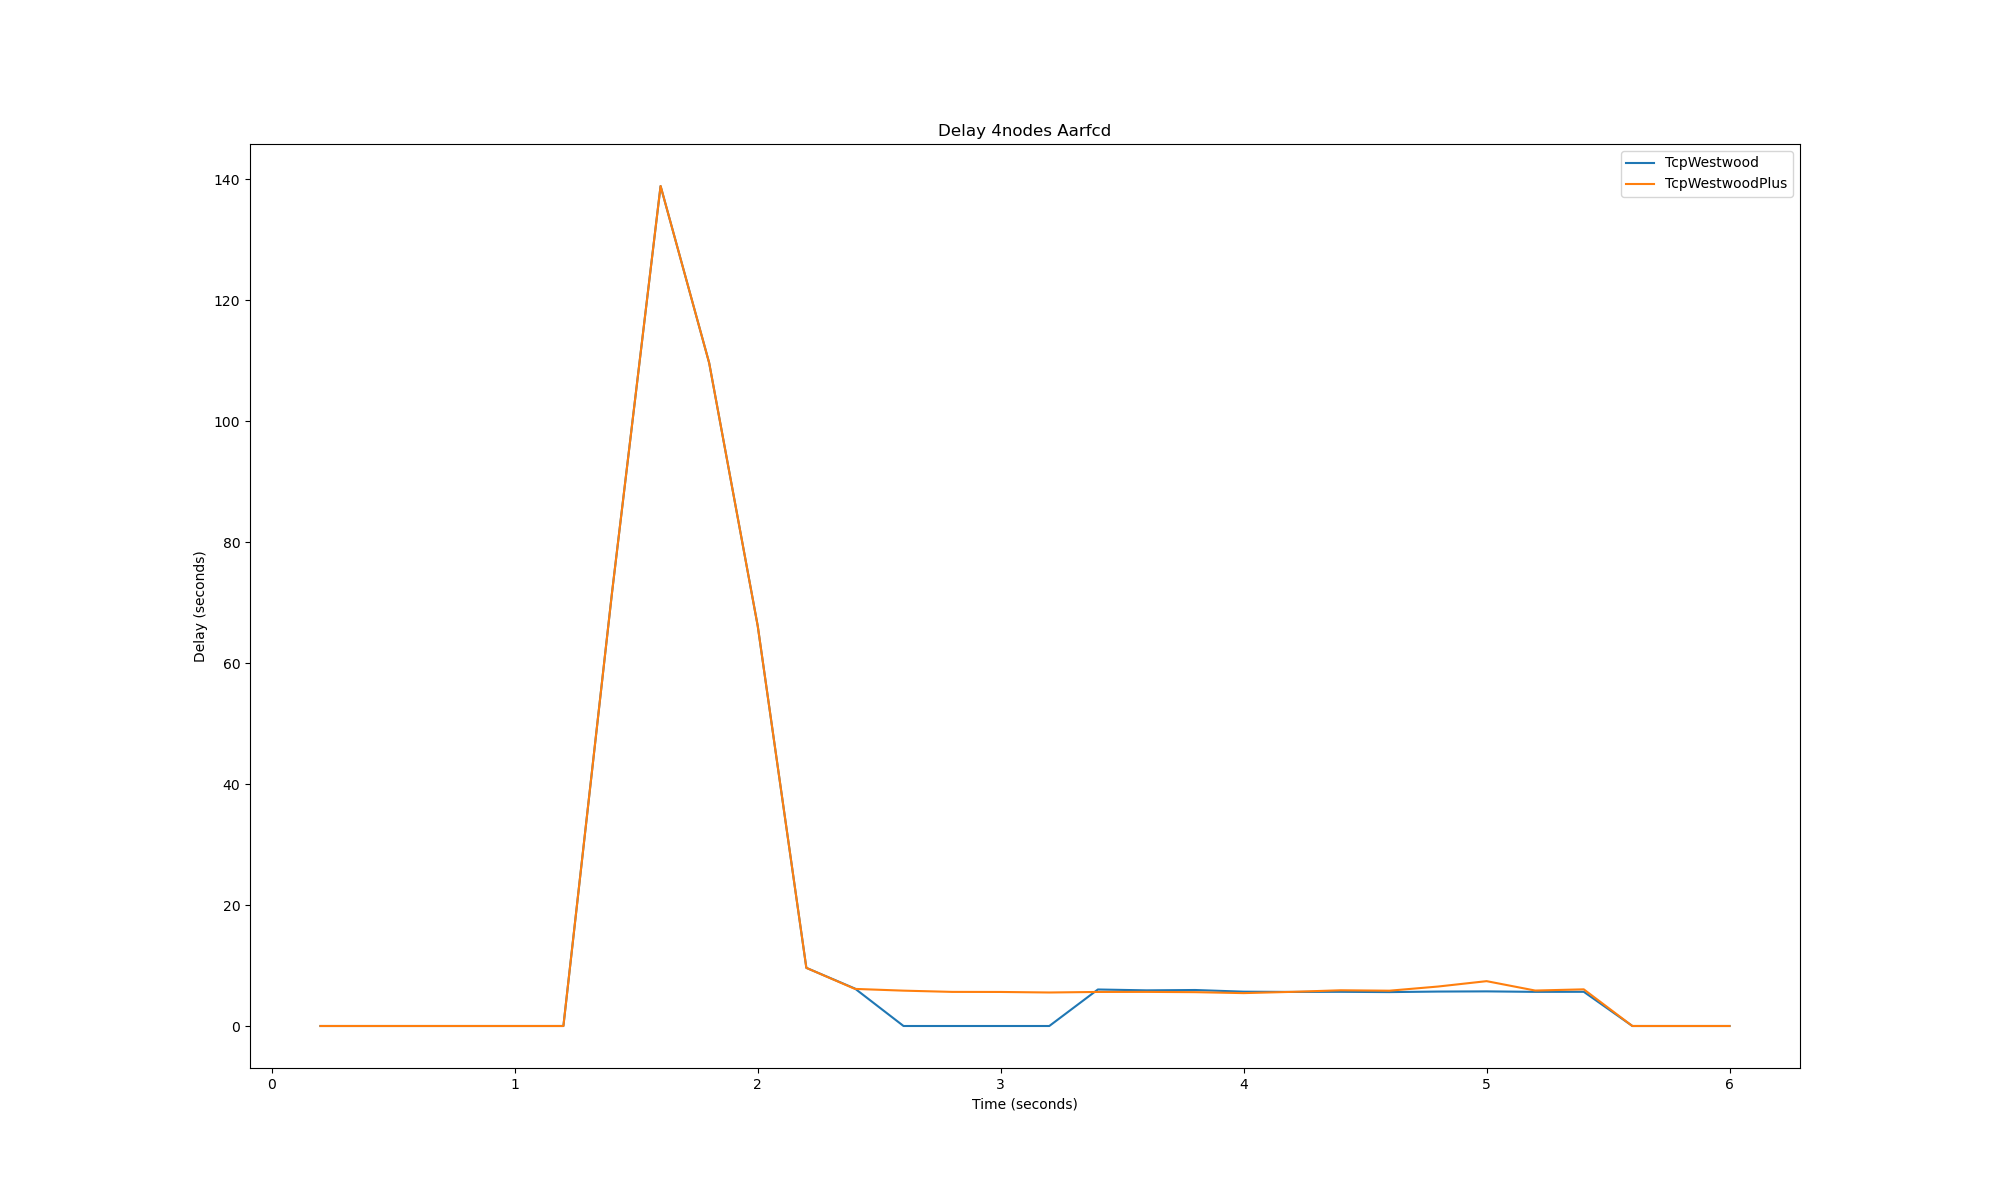 Delay 4nodes Aarfcd
TcpWestwood
TcpWestwoodPlus
140
120
100
80
60
40
20
0
Delay (seconds)
0 1 2 3 4 5 6
Time (seconds)